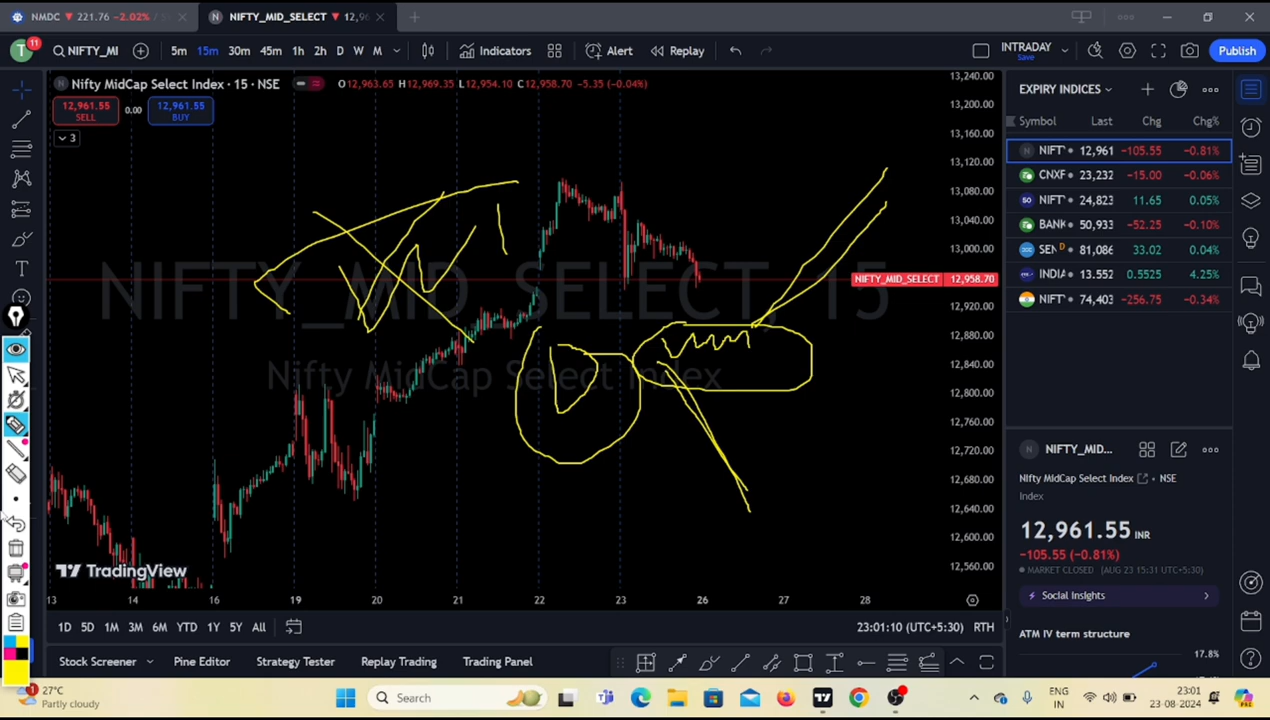 NMDC ▼ 221.76 −2.02%
NIFTY_MID_SELECT ▼ 12,96
T 11 NIFTY_MI 5m 15m 30m 45m 1h 2h D W M Indicators Alert Replay INTRADAY Save Publish
Nifty MidCap Select Index · 15 · NSE O12,963.65 H12,969.35 L12,954.10 C12,958.70 −5.35 (−0.04%)
12,961.55 SELL 0.00 12,961.55 BUY
3
NIFTY_MID_SELECT, 15
Nifty MidCap Select Index
13,240.00
13,200.00
13,160.00
13,120.00
13,080.00
13,040.00
13,000.00
NIFTY_MID_SELECT 12,958.70
12,920.00
12,880.00
12,840.00
12,800.00
12,760.00
12,720.00
12,680.00
12,640.00
12,600.00
12,560.00
TradingView
13 14 16 19 20 21 22 23 26 27 28
1D 5D 1M 3M 6M YTD 1Y 5Y All 23:01:10 (UTC+5:30) RTH
Stock Screener Pine Editor Strategy Tester Replay Trading Trading Panel
EXPIRY INDICES
Symbol Last Chg Chg%
NIFTY 12,961 −105.55 −0.81%
CNXF 23,232 −15.00 −0.06%
NIFTY 24,823 11.65 0.05%
BANK 50,933 −52.25 −0.10%
SEN D 81,086 33.02 0.04%
INDIA 13.552 0.5525 4.25%
NIFTY 74,403 −256.75 −0.34%
NIFTY_MID...
Nifty MidCap Select Index • NSE
Index
12,961.55 INR
−105.55 (−0.81%)
MARKET CLOSED (AUG 23 15:31 UTC+5:30)
Social Insights
ATM IV term structure
17.8%
27°C
Partly cloudy
Search
ENG IN
23:01
23-08-2024